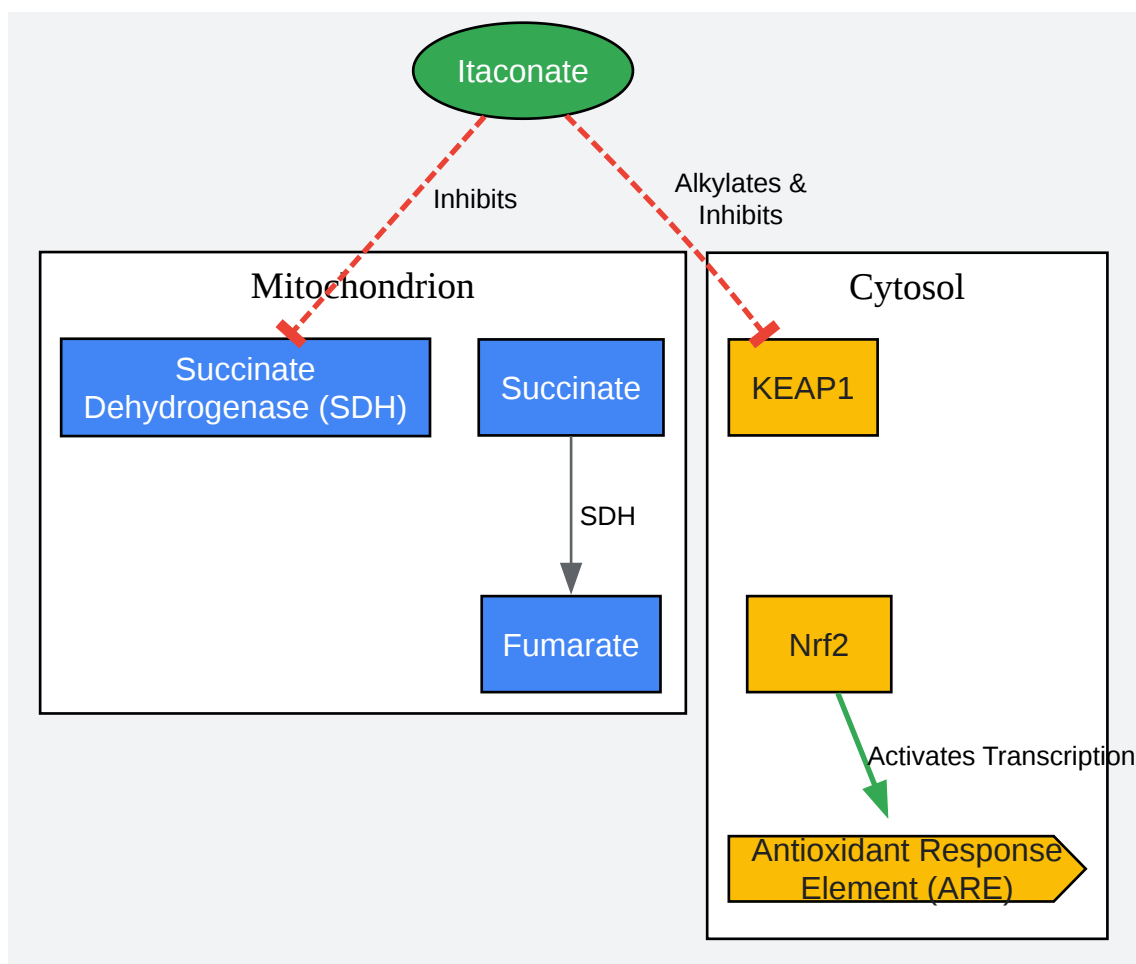 Itaconate
Inhibits
Alkylates &
Inhibits
Mitochondrion
Succinate
Dehydrogenase (SDH)
Succinate
SDH
Fumarate
Cytosol
KEAP1
Nrf2
Activates Transcription
Antioxidant Response
Element (ARE)